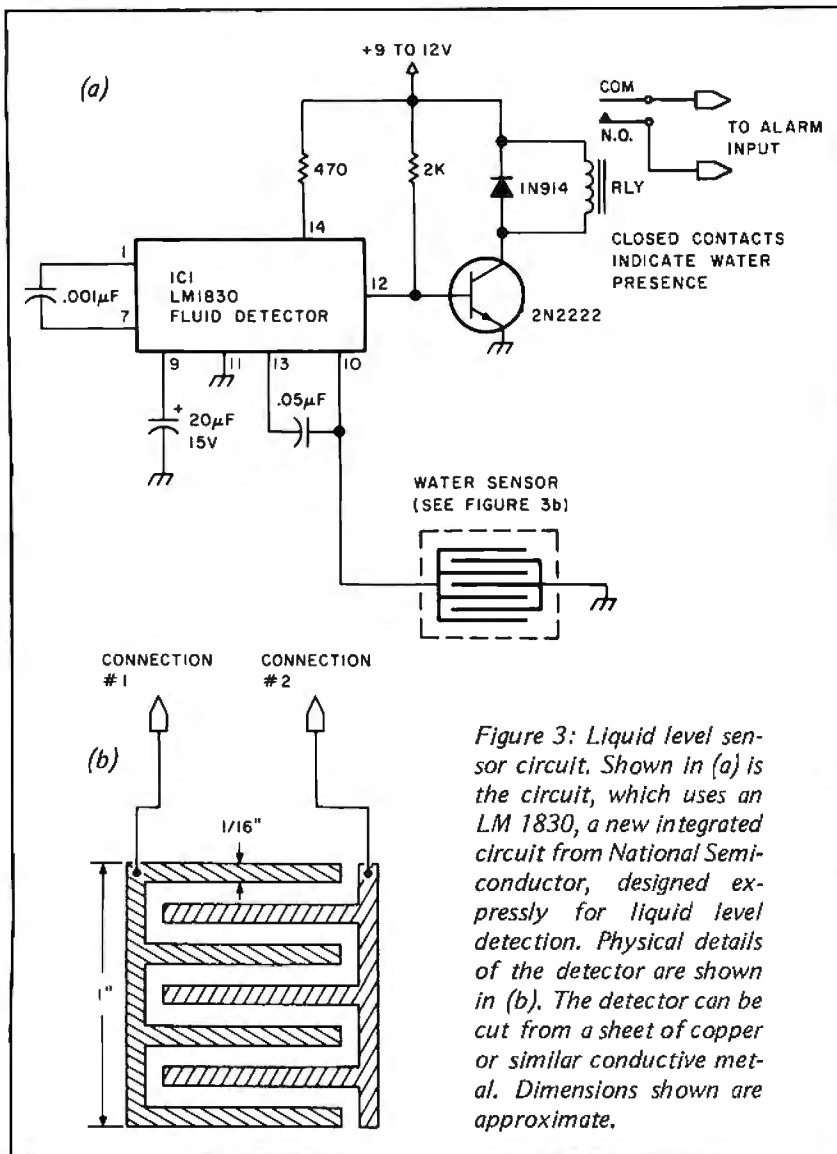 (a)
+9 TO 12V
COM
N.O.
TO ALARM
INPUT
470
2K
1N914
RLY
CLOSED CONTACTS
INDICATE WATER
PRESENCE
14
1
.001µF
7
IC1
LM1830
FLUID DETECTOR
12
2N2222
9
11
13
10
+
20µF
15V
.05µF
WATER SENSOR
(SEE FIGURE 3b)
CONNECTION
#1
CONNECTION
#2
(b)
1/16"
1"
Figure 3: Liquid level sen-
sor circuit. Shown in (a) is
the circuit, which uses an
LM 1830, a new integrated
circuit from National Semi-
conductor, designed ex-
pressly for liquid level
detection. Physical details
of the detector are shown
in (b). The detector can be
cut from a sheet of copper
or similar conductive met-
al. Dimensions shown are
approximate.